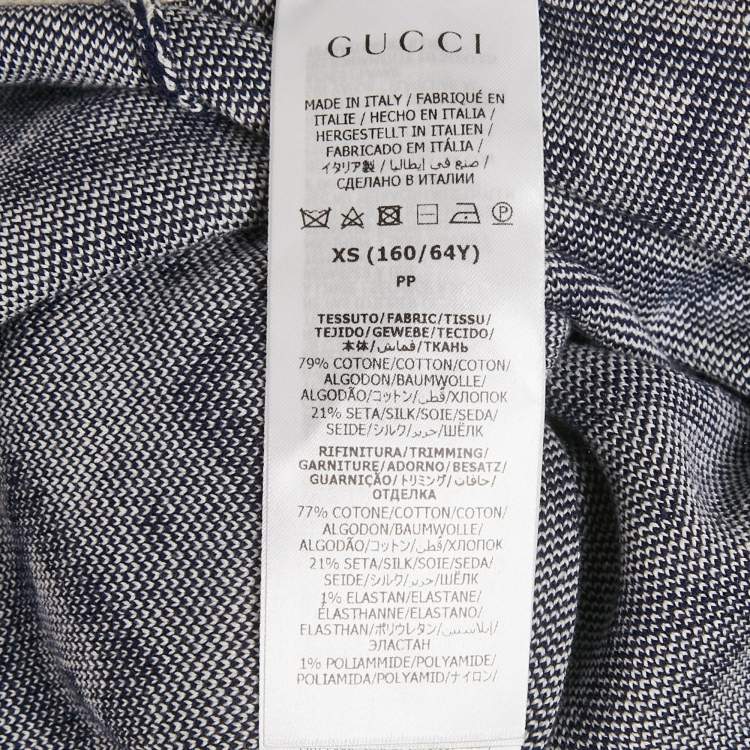 GUCCI
MADE IN ITALY / FABRIQUÉ EN
ITALIE / HECHO EN ITALIA /
HERGESTELLT IN ITALIEN /
FABRICADO EM ITÁLIA /
イタリア製 / صنع في إيطاليا /
СДЕЛАНО В ИТАЛИИ
XS (160/64Y)
PP
TESSUTO/FABRIC/TISSU/
TEJIDO/GEWEBE/TECIDO/
本体/قماش/ТКАНЬ
79% COTONE/COTTON/COTON/
ALGODON/BAUMWOLLE/
ALGODÃO/コットン/قطن/ХЛОПОК
21% SETA/SILK/SOIE/SEDA/
SEIDE/シルク/حرير/ШЁЛК
RIFINITURA/TRIMMING/
GARNITURE/ADORNO/BESATZ/
GUARNIÇÃO/トリミング/حافات/
ОТДЕЛКА
77% COTONE/COTTON/COTON/
ALGODON/BAUMWOLLE/
ALGODÃO/コットン/قطن/ХЛОПОК
21% SETA/SILK/SOIE/SEDA/
SEIDE/シルク/حرير/ШЁЛК
1% ELASTAN/ELASTANE/
ÉLASTHANNE/ELASTANO/
ELASTHAN/ポリウレタン/إيلاستين/
ЭЛАСТАН
1% POLIAMMIDE/POLYAMIDE/
POLIAMIDA/POLYAMID/ナイロン/